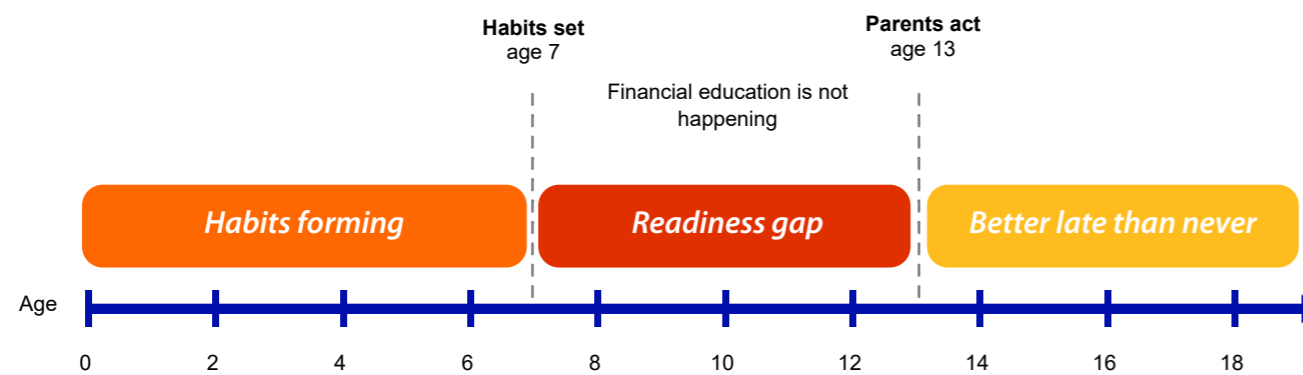 Habits set
age 7
Parents act
age 13
Financial education is not
happening
Habits forming
Readiness gap
Better late than never
Age
0 2 4 6 8 10 12 14 16 18